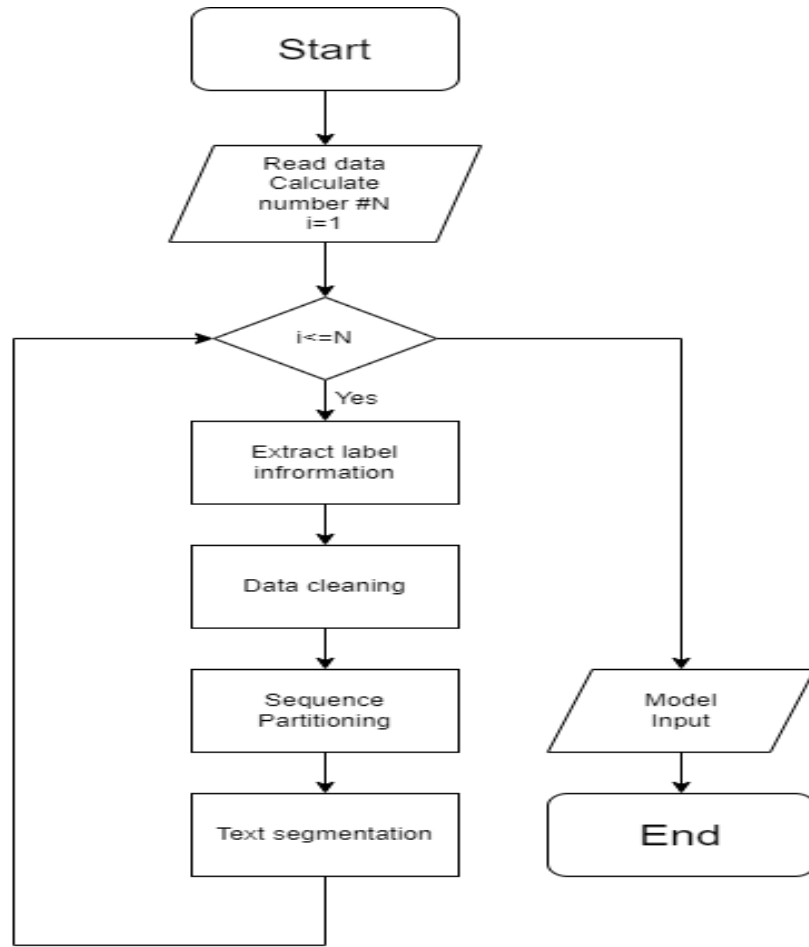 Start
Read data
Calculate
number #N
i=1
i<=N
Yes
Extract label
infrormation
Data cleaning
Sequence
Partitioning
Text segmentation
Model
Input
End